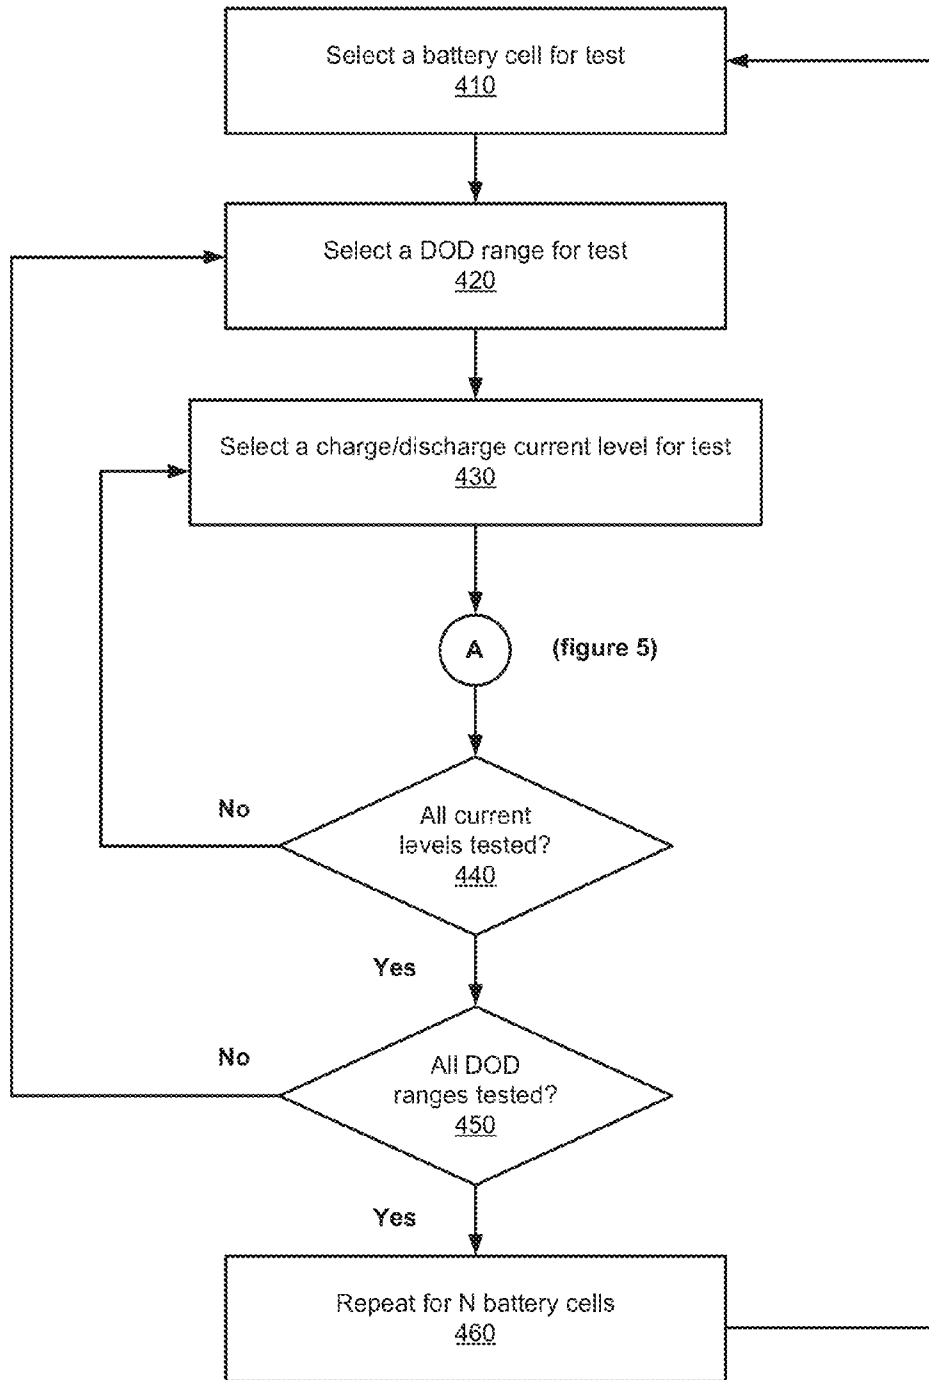 Select a battery cell for test
410
Select a DOD range for test
420
Select a charge/discharge current level for test
430
A
(figure 5)
No
All current
levels tested?
440
Yes
No
All DOD
ranges tested?
450
Yes
Repeat for N battery cells
460